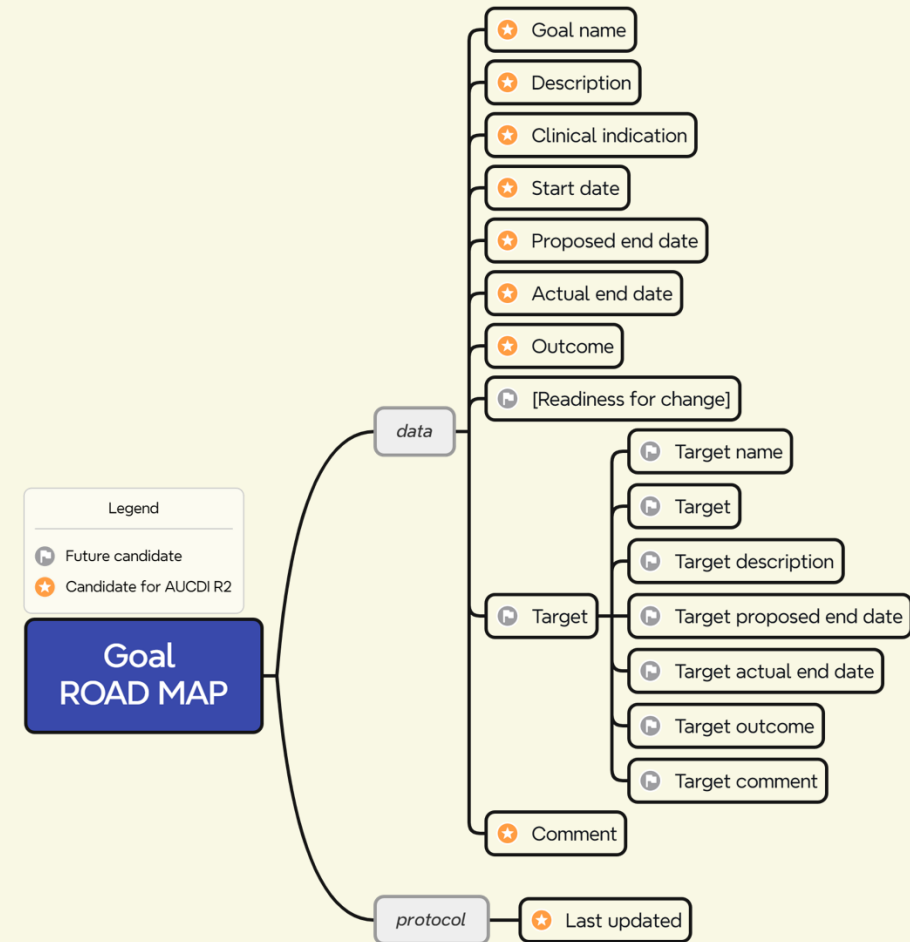 Goal name
Description
Clinical indication
Start date
Proposed end date
Actual end date
Outcome
[Readiness for change]
data
Target name
Target
Target description
Target
Target proposed end date
Target actual end date
Target outcome
Target comment
Comment
Legend
Future candidate
Candidate for AUCDI R2
Goal
ROAD MAP
protocol
Last updated